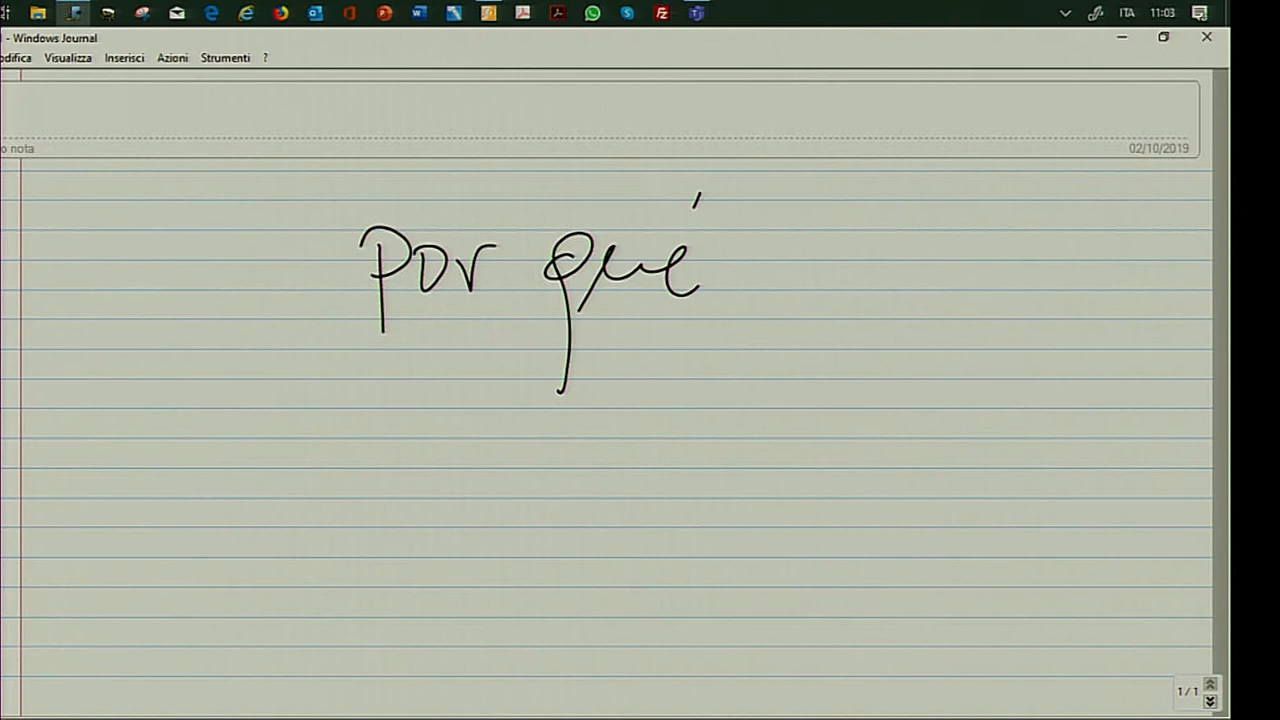 ITA 11:03
- Windows Journal
odifica Visualizza Inserisci Azioni Strumenti ?
o nota
02/10/2019
por qué
1/1